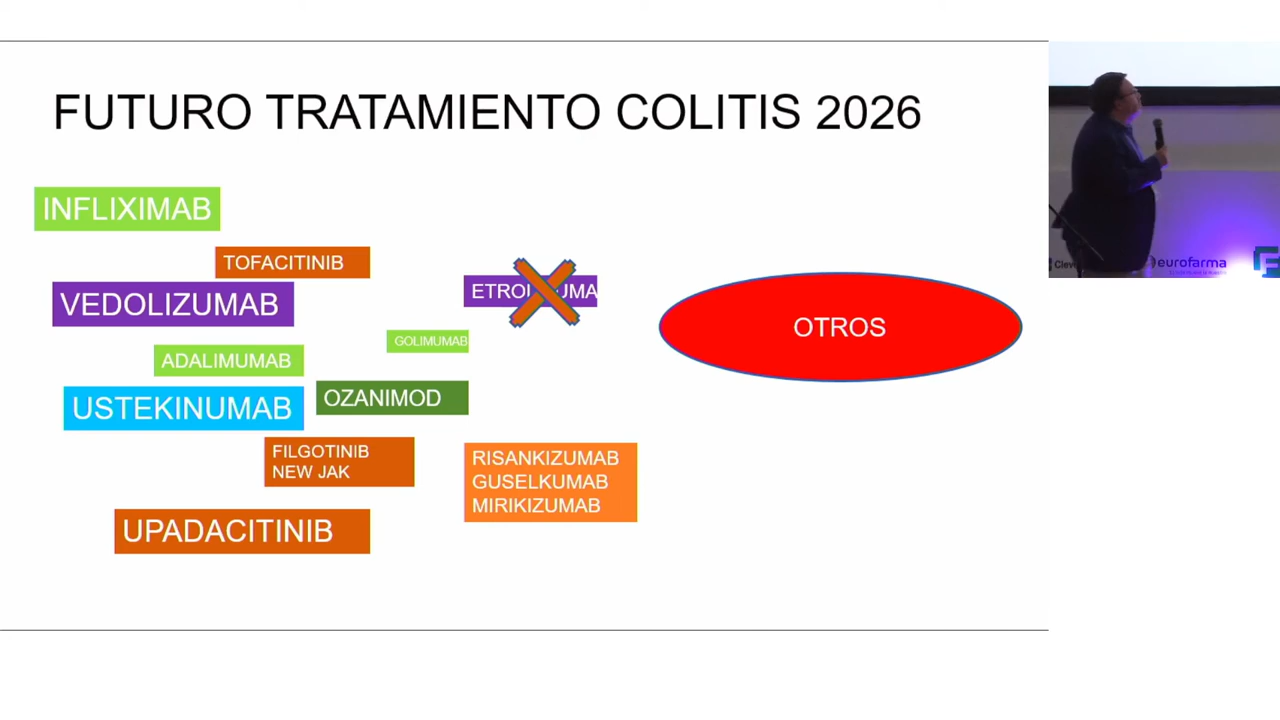 FUTURO TRATAMIENTO COLITIS 2026
INFLIXIMAB
TOFACITINIB
VEDOLIZUMAB
GOLIMUMAB
ADALIMUMAB
USTEKINUMAB
OZANIMOD
FILGOTINIB
NEW JAK
RISANKIZUMAB
GUSELKUMAB
MIRIKIZUMAB
UPADACITINIB
OTROS
eurofarma